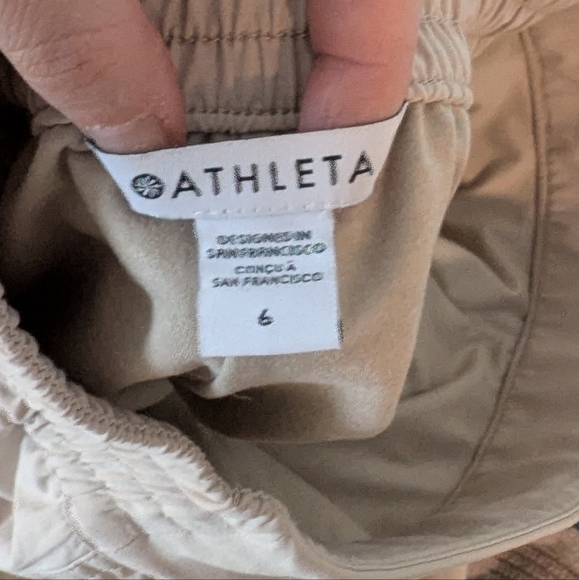 ATHLETA
DESIGNED IN
SAN FRANCISCO
CONÇU À
SAN FRANCISCO
6